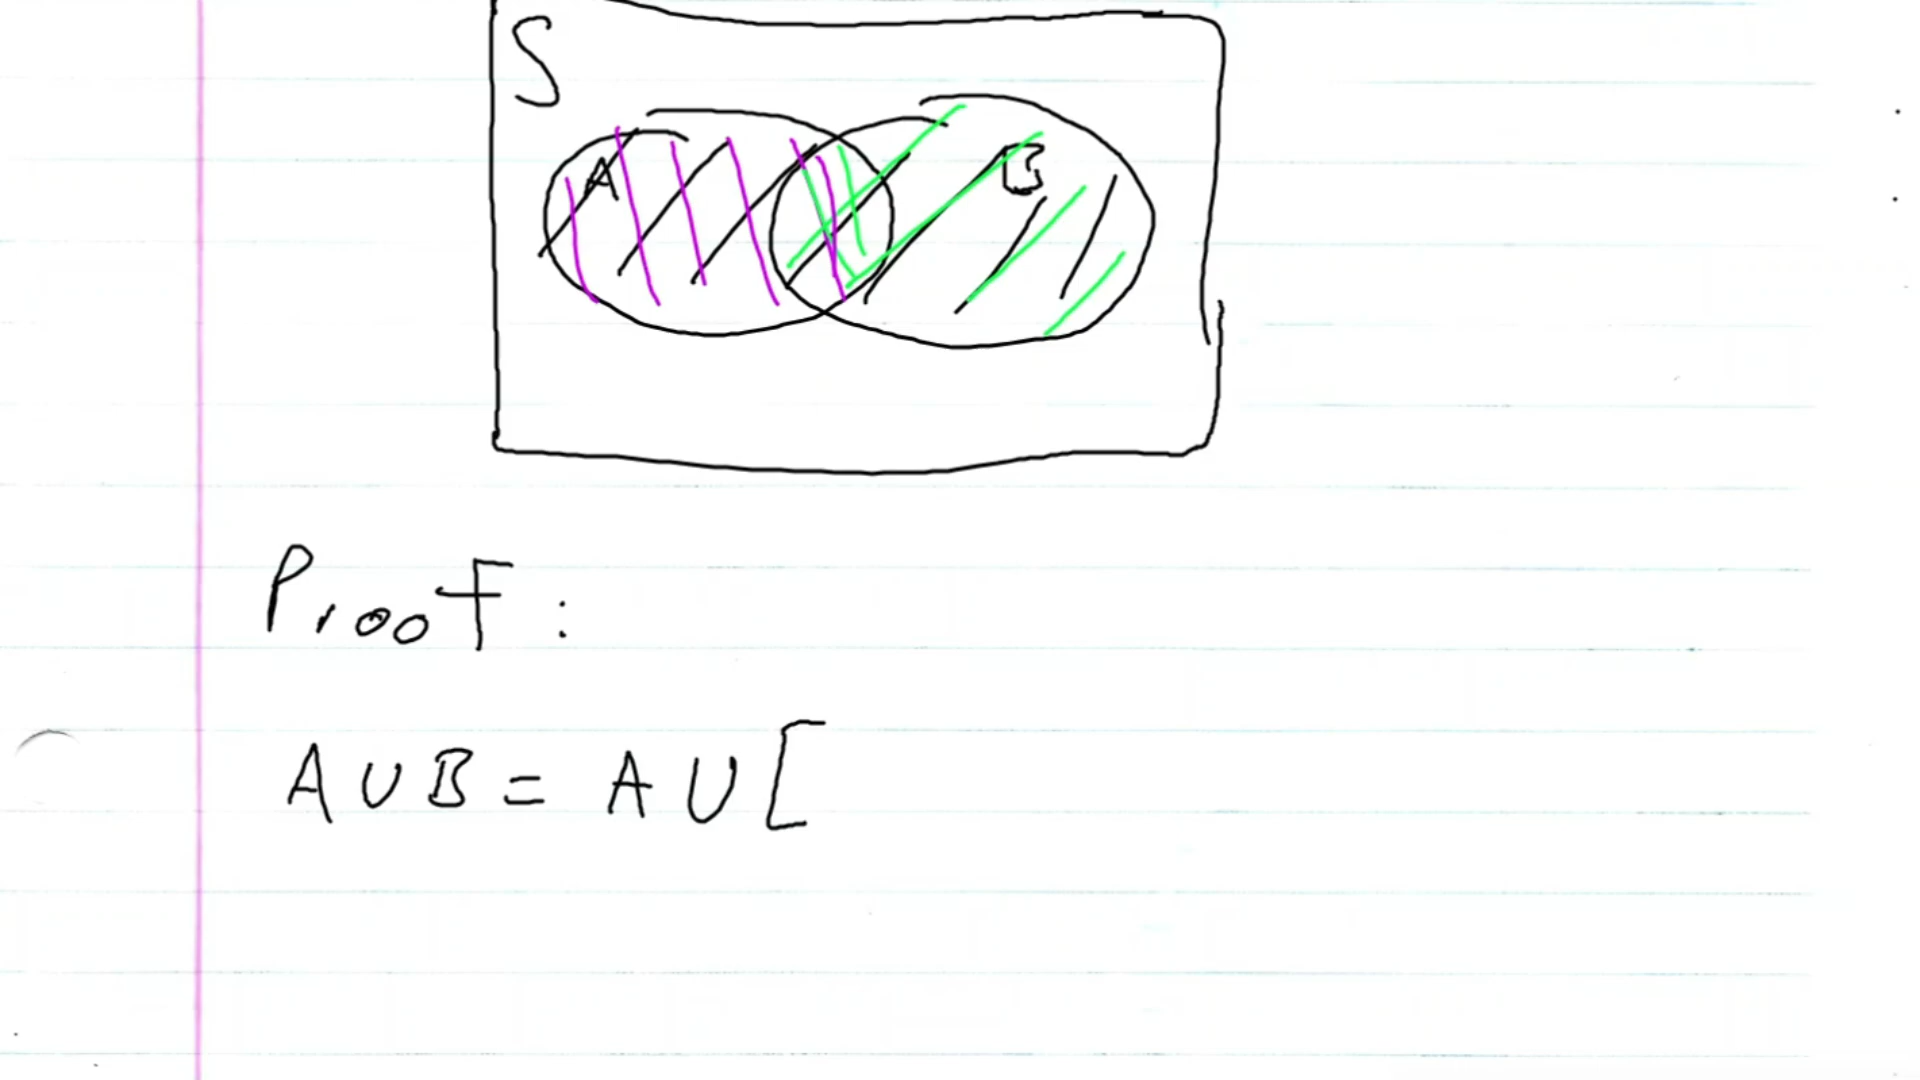 S
A B
Proof:
A ∪ B = A ∪ [